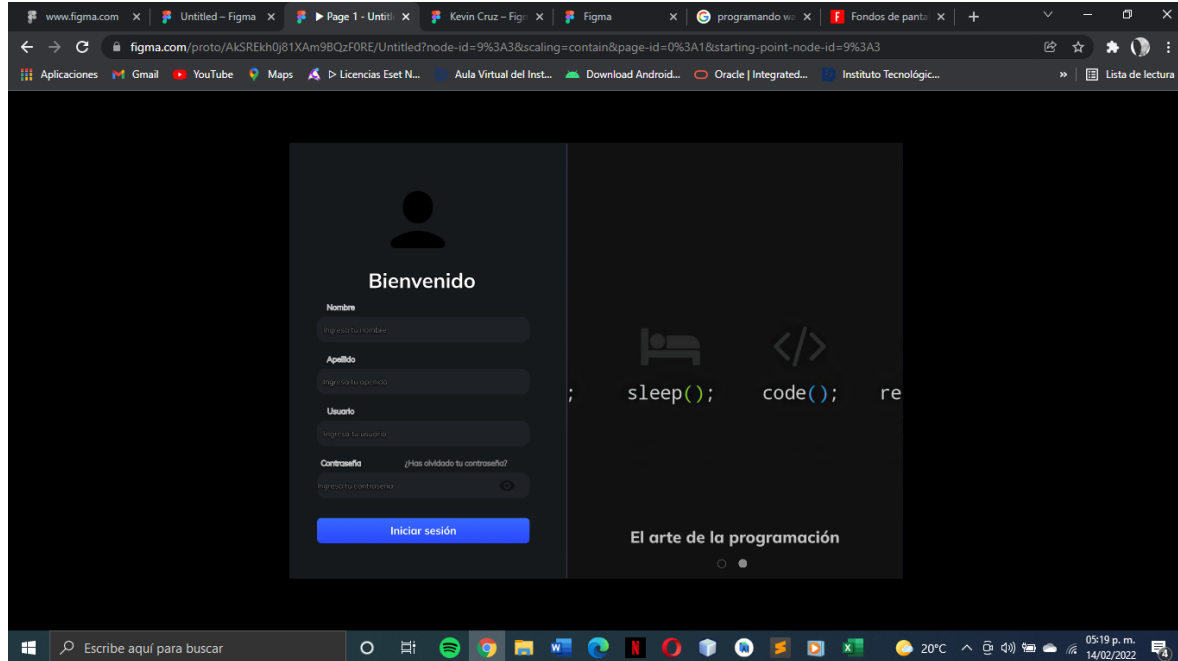 www.figma.com
Untitled – Figma
▶ Page 1 - Untitl
Kevin Cruz – Figm
Figma
programando wa
Fondos de panta
figma.com/proto/AkSREkh0j81XAm9BQzF0RE/Untitled?node-id=9%3A3&scaling=contain&page-id=0%3A1&starting-point-node-id=9%3A3
Aplicaciones
Gmail
YouTube
Maps
▷ Licencias Eset N...
Aula Virtual del Inst...
Download Android...
Oracle | Integrated...
Instituto Tecnológic...
»
Lista de lectura
Bienvenido
Nombre
Ingresa tu nombre
Apellido
Ingresa tu apellido
Usuario
Ingresa tu usuario
Contraseña ¿Has olvidado tu contraseña?
Ingresa tu contraseña
Iniciar sesión
; sleep(); code(); re
El arte de la programación
Escribe aquí para buscar
20°C
05:19 p. m.
14/02/2022
4